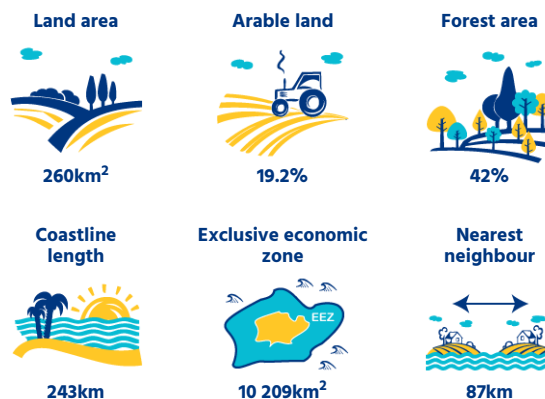 Land area
Arable land
Forest area
260km²
19.2%
42%
Coastline
length
Exclusive economic
zone
Nearest
neighbour
EEZ
243km
10 209km²
87km